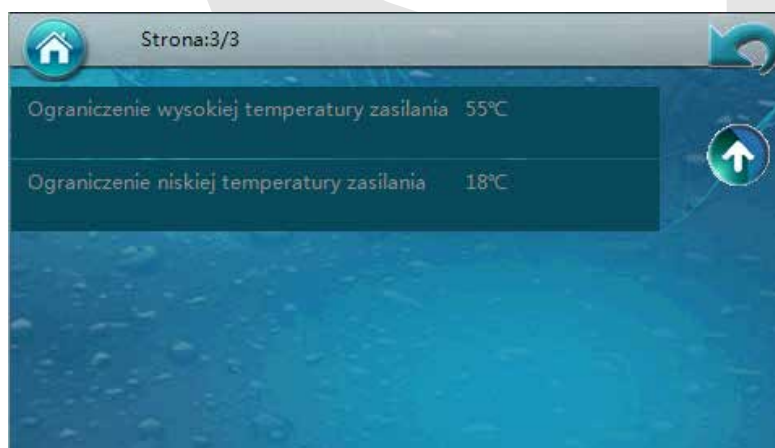 Strona:3/3
Ograniczenie wysokiej temperatury zasilania 55℃
Ograniczenie niskiej temperatury zasilania 18℃